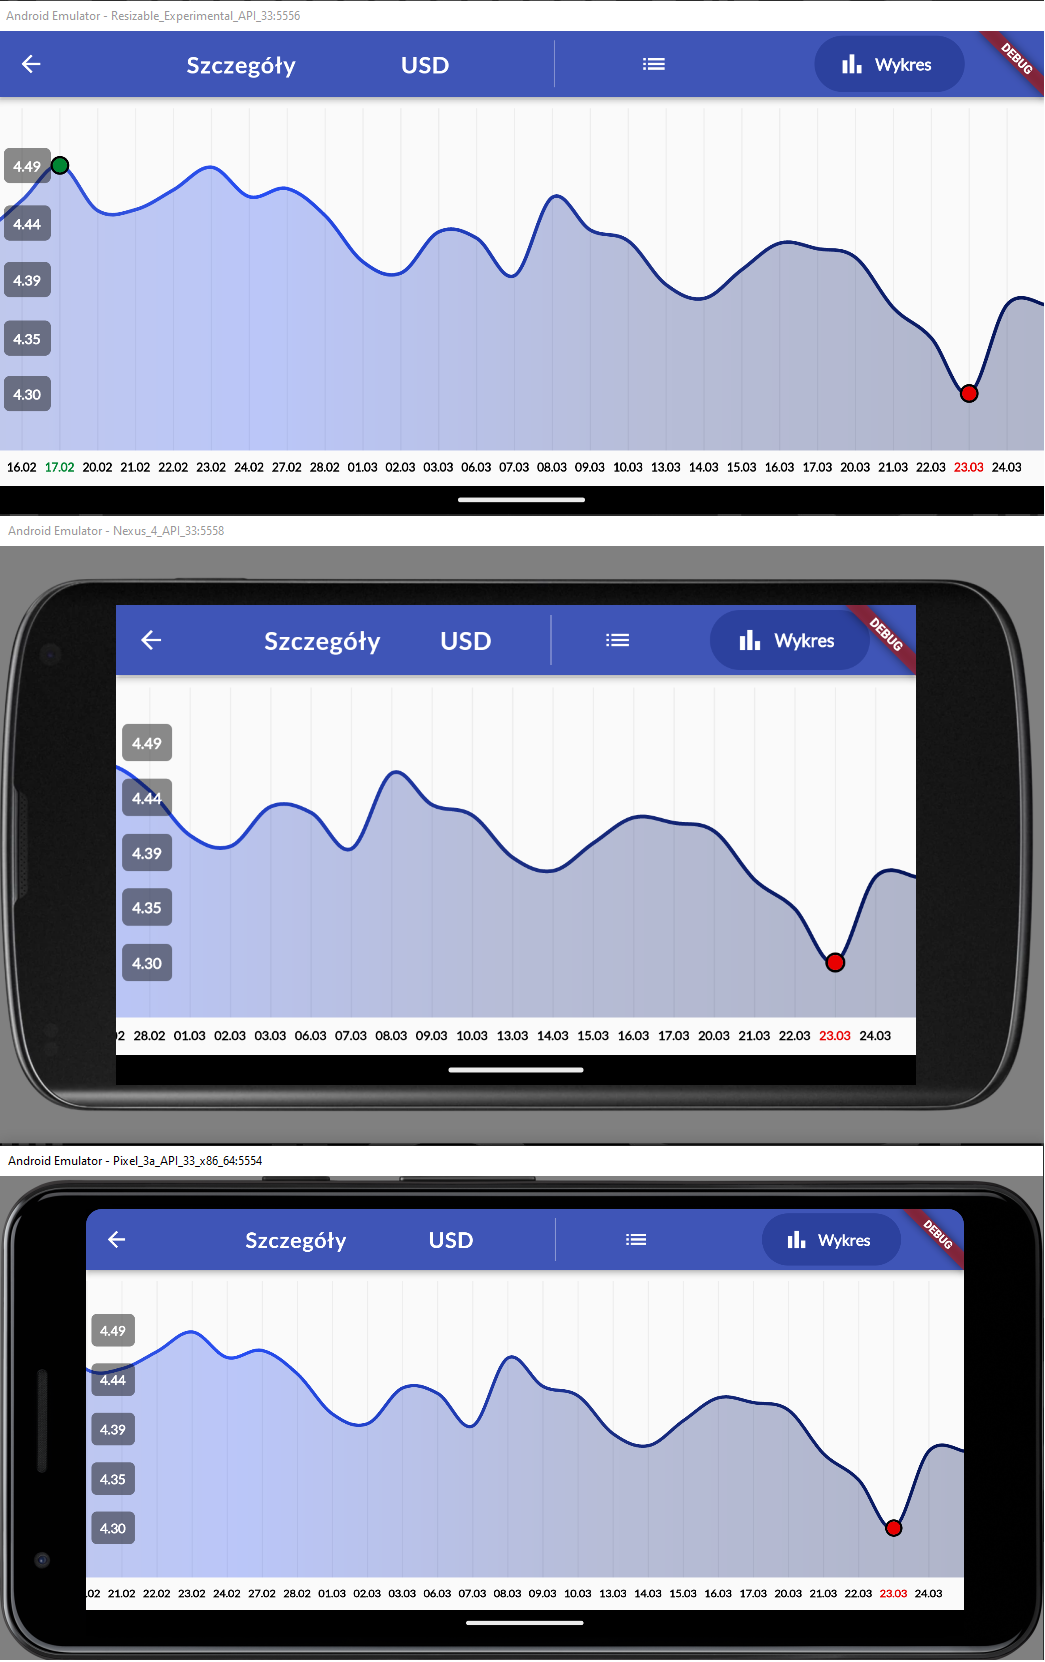 Android Emulator - Resizable_Experimental_API_33:5556
Szczegóły USD Wykres DEBUG
4.49
4.44
4.39
4.35
4.30
16.02 17.02 20.02 21.02 22.02 23.02 24.02 27.02 28.02 01.03 02.03 03.03 06.03 07.03 08.03 09.03 10.03 13.03 14.03 15.03 16.03 17.03 20.03 21.03 22.03 23.03 24.03
Android Emulator - Nexus_4_API_33:5558
Szczegóły USD Wykres DEBUG
4.49
4.44
4.39
4.35
4.30
2 28.02 01.03 02.03 03.03 06.03 07.03 08.03 09.03 10.03 13.03 14.03 15.03 16.03 17.03 20.03 21.03 22.03 23.03 24.03
Android Emulator - Pixel_3a_API_33_x86_64:5554
Szczegóły USD Wykres DEBUG
4.49
4.44
4.39
4.35
4.30
.02 21.02 22.02 23.02 24.02 27.02 28.02 01.03 02.03 03.03 06.03 07.03 08.03 09.03 10.03 13.03 14.03 15.03 16.03 17.03 20.03 21.03 22.03 23.03 24.03